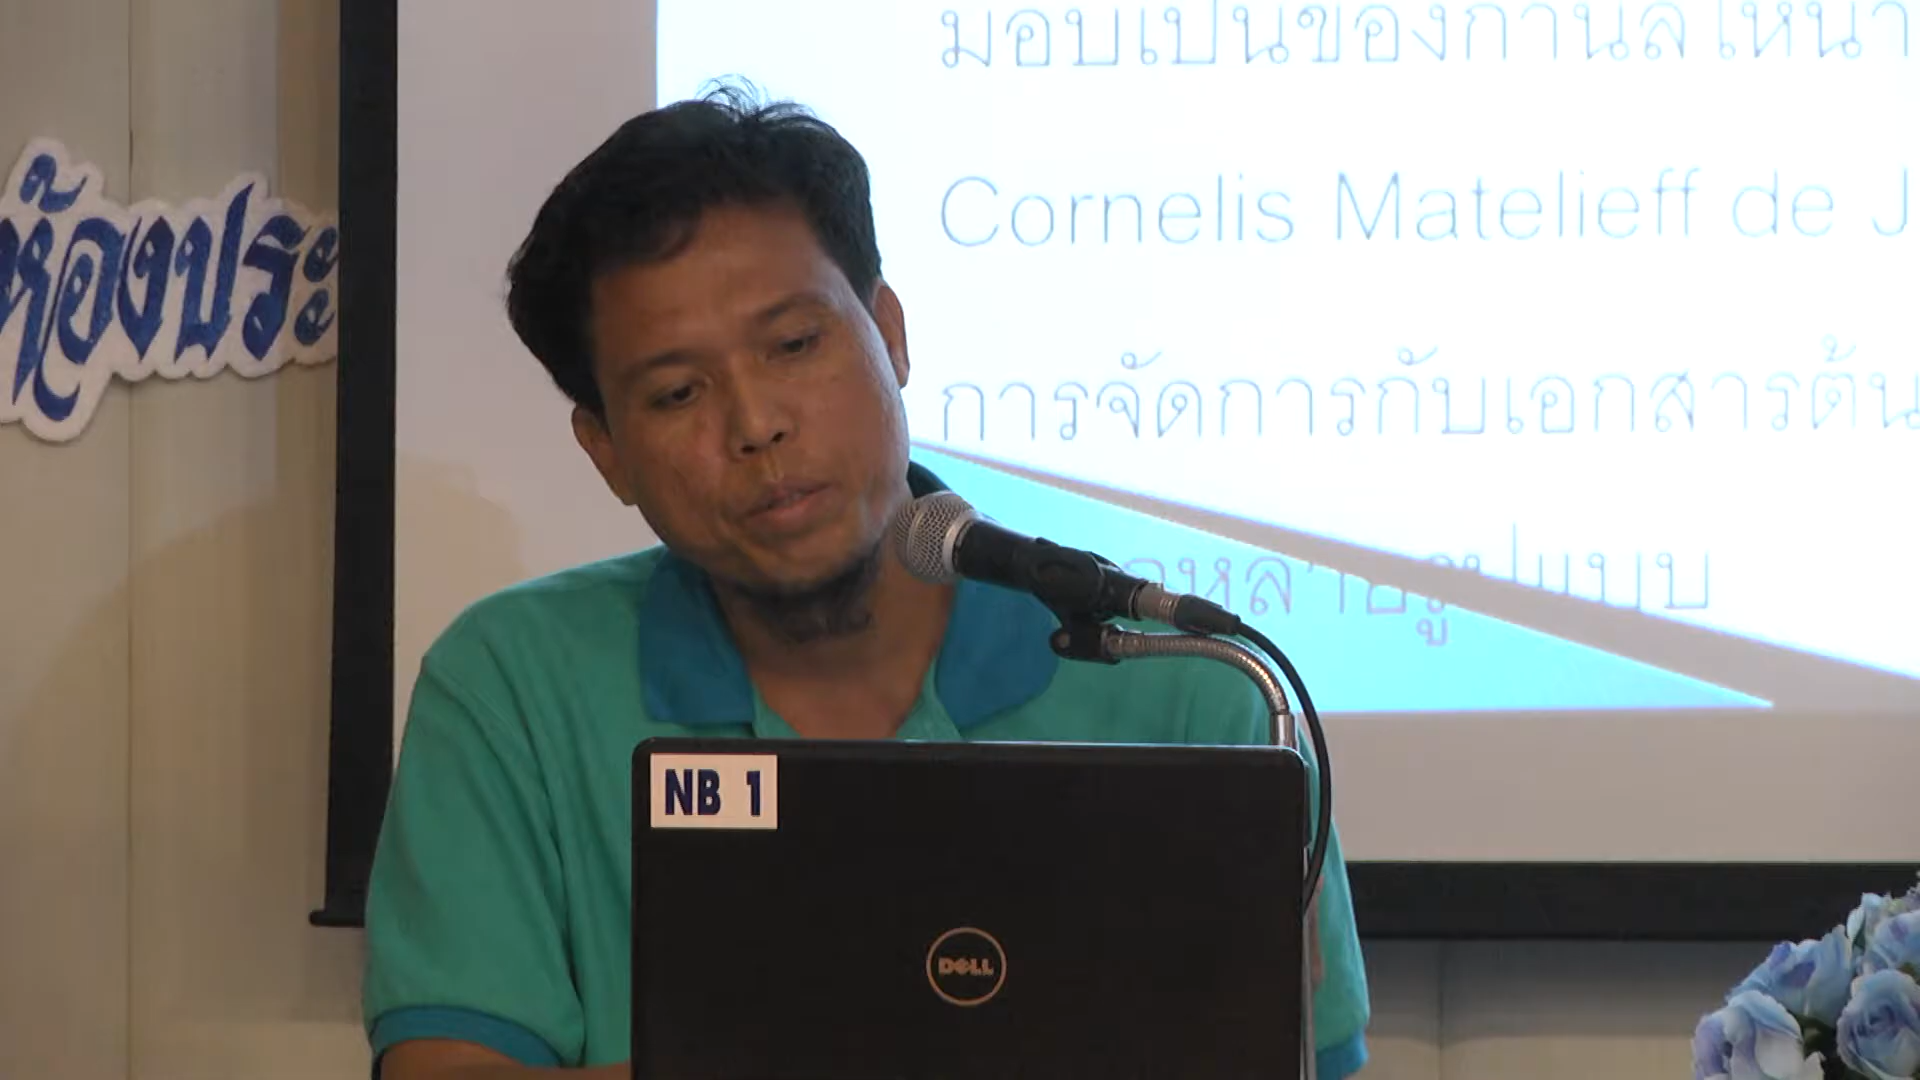 มอบเป็นของกำนัลให้นำ
Cornelis Matelieff de J
การจัดการกับเอกสารต้น
ห้องประ
NB 1
DELL